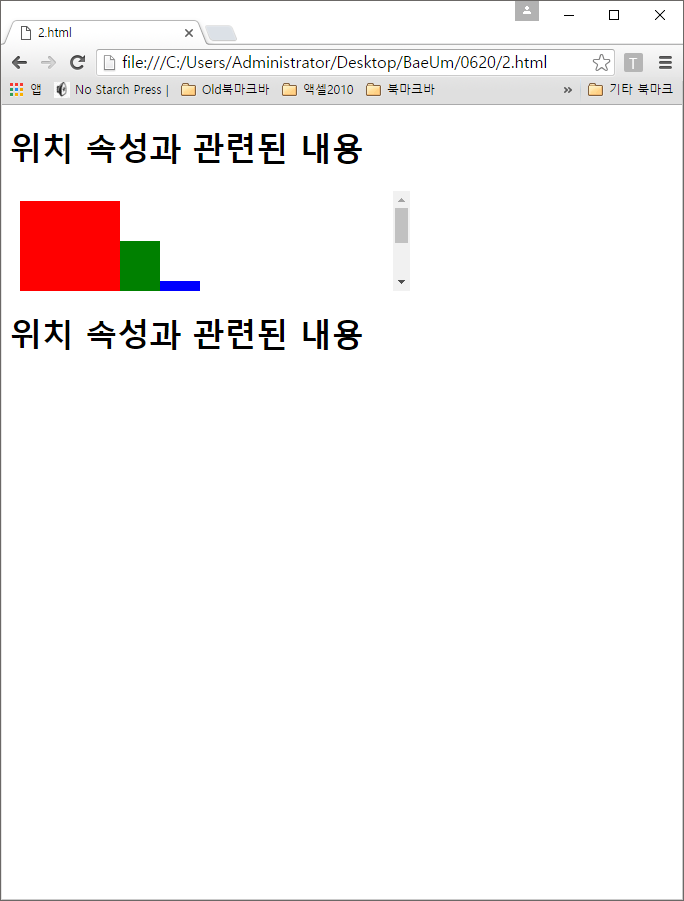 2.html
file:///C:/Users/Administrator/Desktop/BaeUm/0620/2.html
T
앱 No Starch Press | Old북마크바 액셀2010 북마크바 » 기타 북마크
위치 속성과 관련된 내용
위치 속성과 관련된 내용